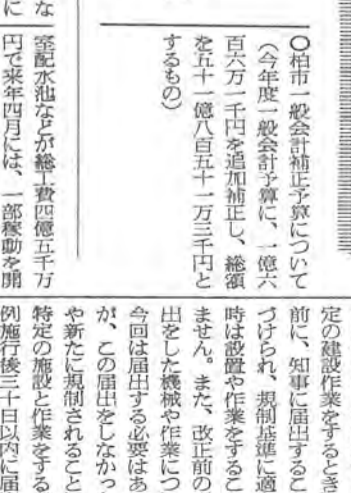 〇柏市一般会計補正予算について
(今年度一般会計予算に、一億六
百六万一千円を追加補正し、総額
を五十一億八百五十一万三千円と
するもの)
室配水池などが総工費四億五千万
円で来年四月には、一部稼動を開
な
に
定の建設作業をするとき
前に、知事に届出するこ
づけられ、規制基準に適
時は設置や作業をするこ
ません。また、改正前の
出をした機械や作業につ
今回は届出する必要はあ
が、この届出をしなかっ
や新たに規制されること
特定の施設と作業をする
例施行後三十日以内に届